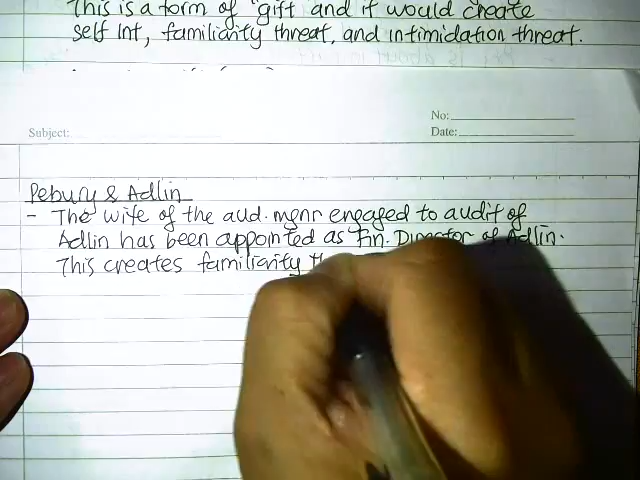 This is a form of 'gift and it would create
self Int, familiarity threat, and intimidation threat.
No:
Subject:
Date:
Pebury & Adlin
- The wife of the aud. mgnr engaged to audit of
Adlin has been appointed as Fin. Director of Adlin.
This creates familiarity th